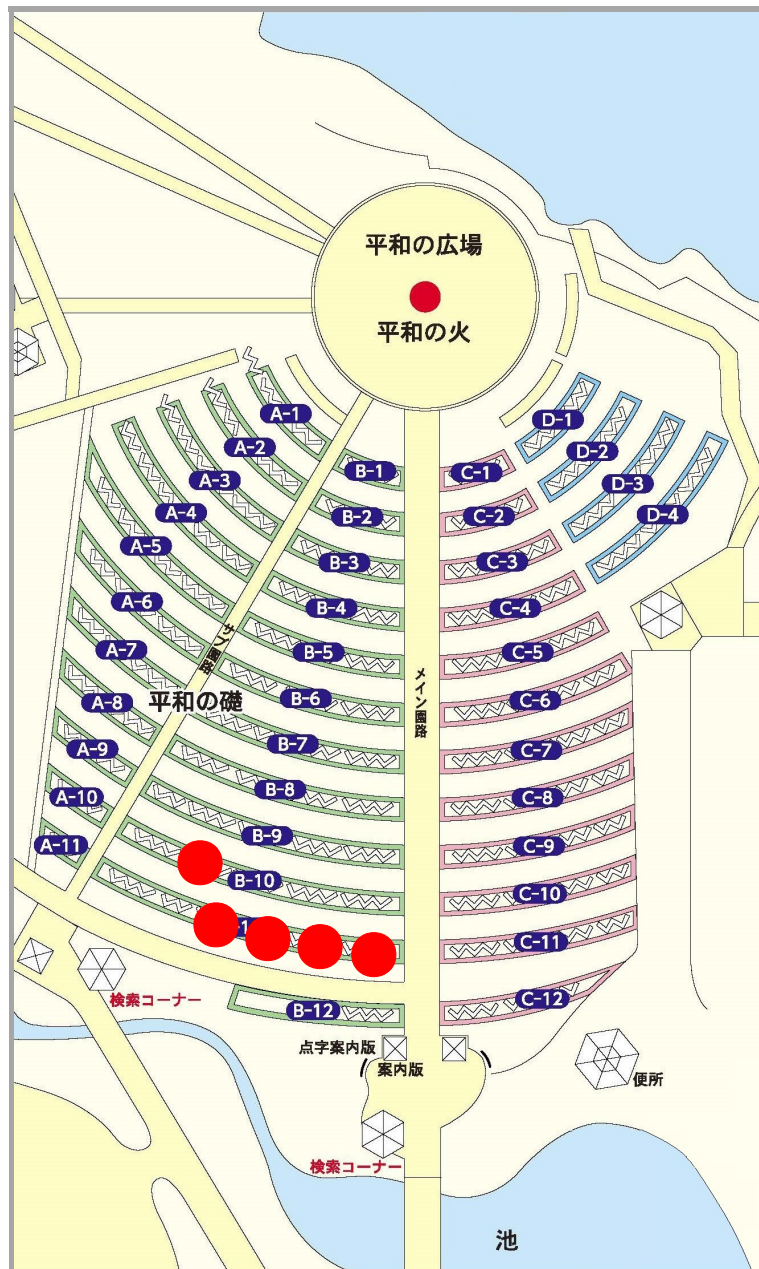 平和の広場
平和の火
A-1
A-2
A-3
A-4
A-5
A-6
A-7
A-8
A-9
A-10
A-11
B-1
B-2
B-3
B-4
B-5
B-6
B-7
B-8
B-9
B-10
B-12
C-1
C-2
C-3
C-4
C-5
C-6
C-7
C-8
C-9
C-10
C-11
C-12
D-1
D-2
D-3
D-4
サブ園路
メイン園路
平和の礎
検索コーナー
点字案内版
案内版
便所
検索コーナー
池